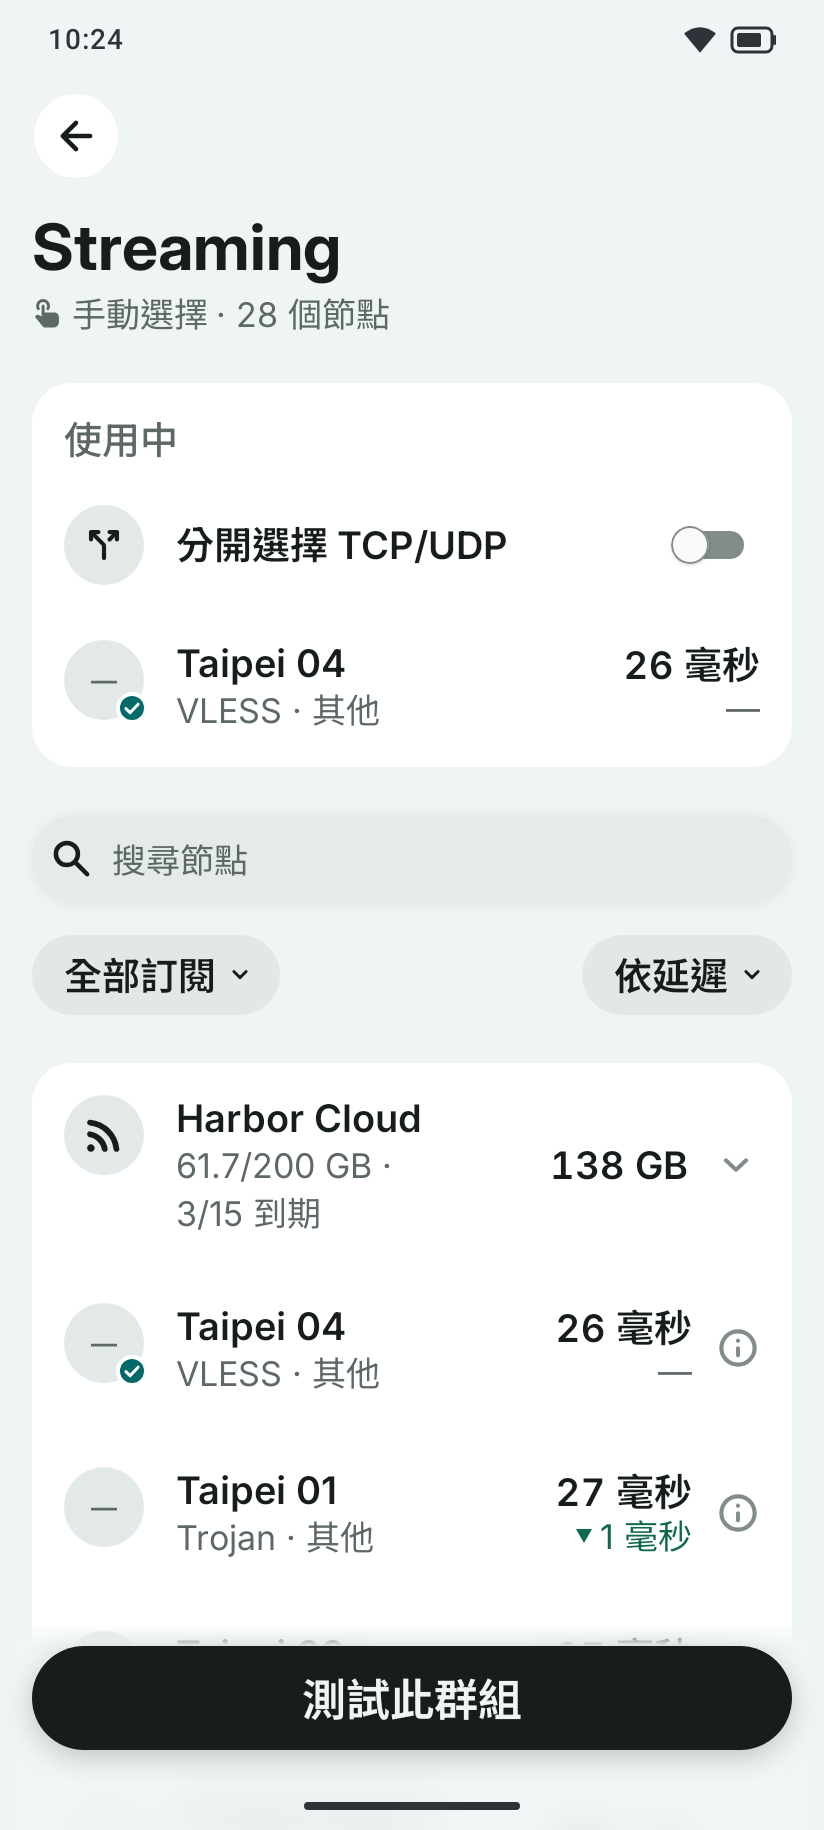 10:24
Streaming
手動選擇 · 28 個節點
使用中
分開選擇 TCP/UDP
Taipei 04
26 毫秒
VLESS · 其他
—
搜尋節點
全部訂閱
依延遲
Harbor Cloud
61.7/200 GB ·
3/15 到期
138 GB
Taipei 04
26 毫秒
VLESS · 其他
—
Taipei 01
27 毫秒
Trojan · 其他
▼1 毫秒
測試此群組